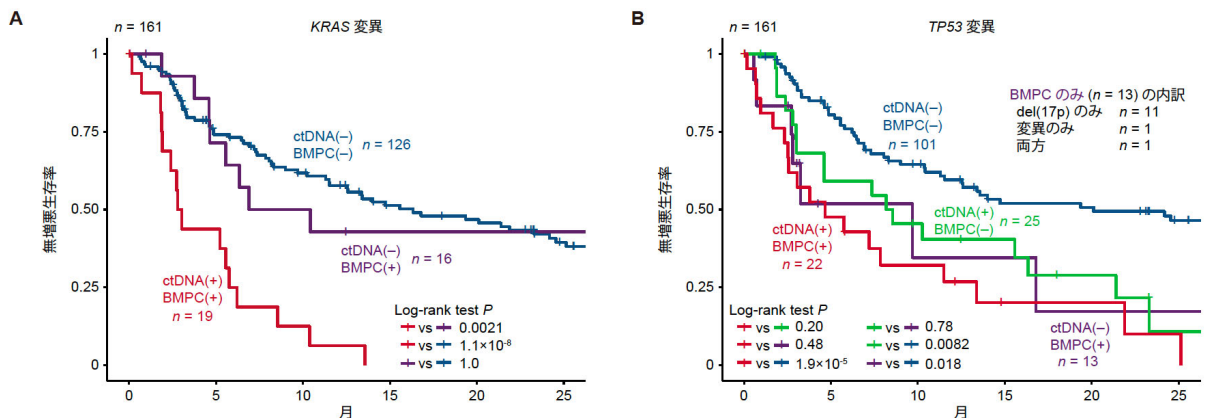 A
n = 161
KRAS 変異
無増悪生存率
1
0.75
0.50
0.25
0
ctDNA(−)
BMPC(−)
n = 126
ctDNA(−)
BMPC(+)
n = 16
ctDNA(+)
BMPC(+)
n = 19
Log-rank test P
vs 0.0021
vs 1.1×10⁻⁸
vs 1.0
0 5 10 15 20 25
月
B
n = 161
TP53 変異
無増悪生存率
1
0.75
0.50
0.25
0
ctDNA(−)
BMPC(−)
n = 101
BMPC のみ (n = 13) の内訳
del(17p) のみ n = 11
変異のみ n = 1
両方 n = 1
ctDNA(+)
BMPC(−)
n = 25
ctDNA(+)
BMPC(+)
n = 22
ctDNA(−)
BMPC(+)
n = 13
Log-rank test P
vs 0.20 vs 0.78
vs 0.48 vs 0.0082
vs 1.9×10⁻⁵ vs 0.018
0 5 10 15 20 25
月